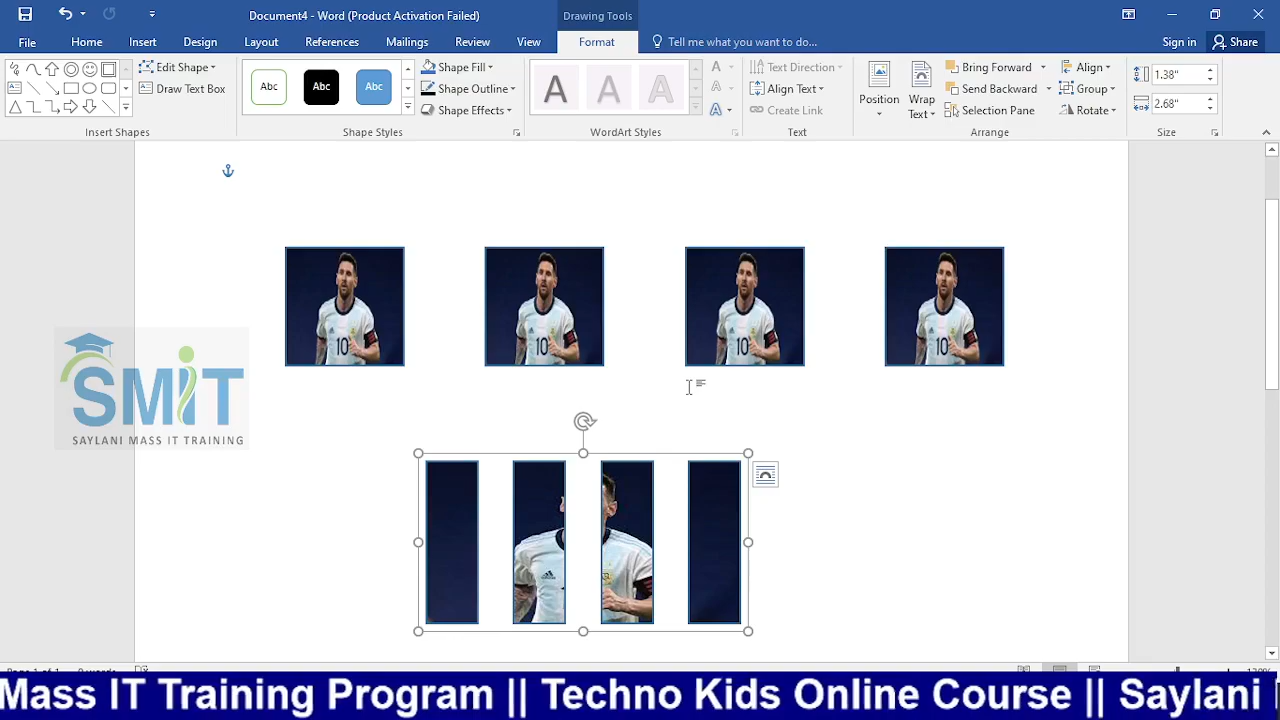 Document4 - Word (Product Activation Failed)
Drawing Tools
File
Home
Insert
Design
Layout
References
Mailings
Review
View
Format
Tell me what you want to do...
Sign in
Share
Edit Shape
Draw Text Box
Insert Shapes
Abc
Abc
Abc
Shape Fill
Shape Outline
Shape Effects
Shape Styles
A
A
A
WordArt Styles
Text Direction
Align Text
Create Link
Text
Position
Wrap
Text
Bring Forward
Send Backward
Selection Pane
Align
Group
Rotate
Arrange
1.38"
2.68"
Size
10
10
10
10
SMIT
SAYLANI MASS IT TRAINING
Mass IT Training Program || Techno Kids Online Course || Saylani